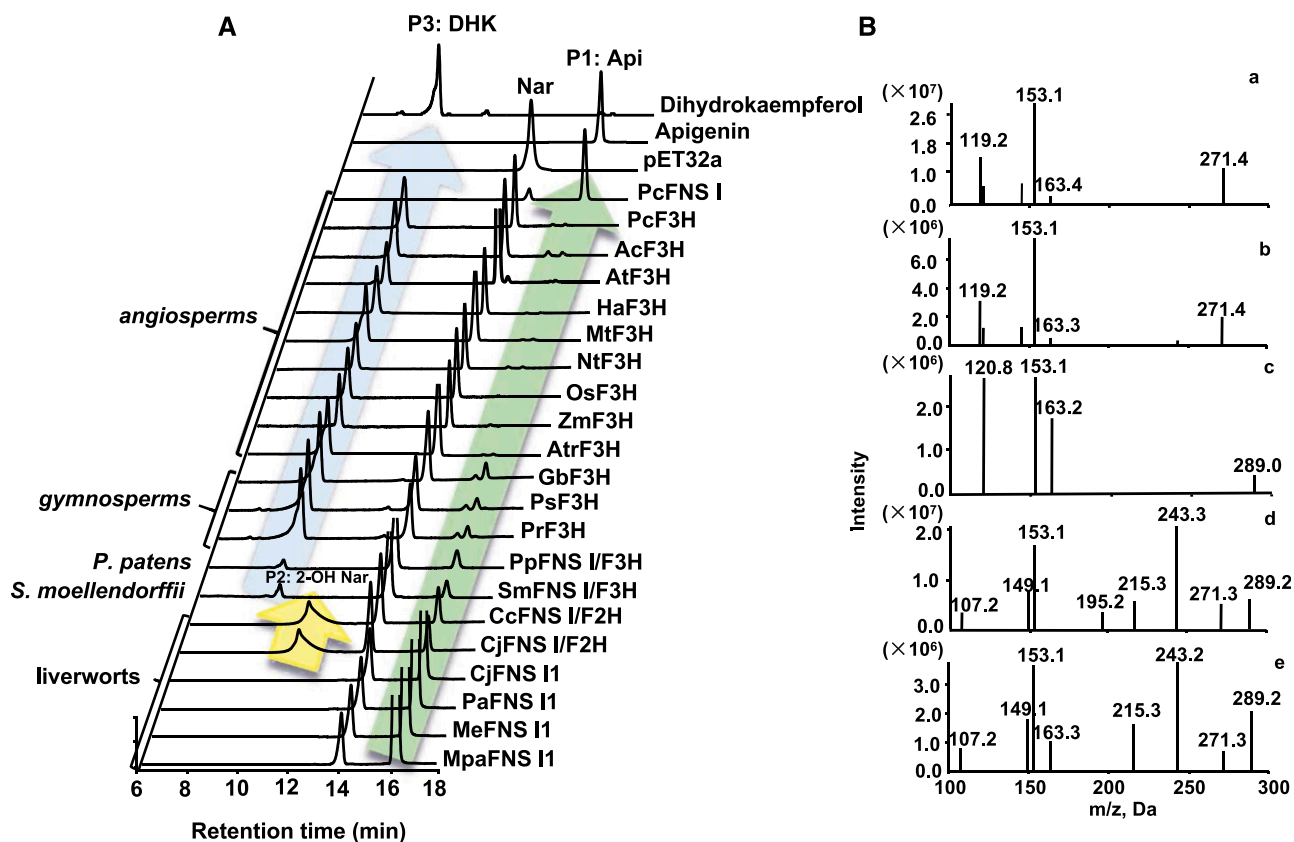 A
P3: DHK
P1: Api
Nar
Dihydrokaempferol
Apigenin
pET32a
PcFNS I
PcF3H
AcF3H
AtF3H
HaF3H
MtF3H
NtF3H
OsF3H
ZmF3H
AtrF3H
GbF3H
PsF3H
PrF3H
PpFNS I/F3H
SmFNS I/F3H
CcFNS I/F2H
CjFNS I/F2H
CjFNS I1
PaFNS I1
MeFNS I1
MpaFNS I1
angiosperms
gymnosperms
P. patens
S. moellendorffii
P2: 2-OH Nar
liverworts
6 8 10 12 14 16 18
Retention time (min)
B
a
(×10⁷)
2.6
1.8
1.0
0.0
119.2
153.1
163.4
271.4
b
(×10⁶)
6.0
4.0
2.0
0.0
119.2
153.1
163.3
271.4
c
(×10⁶)
2.0
1.0
0.0
120.8
153.1
163.2
289.0
d
(×10⁷)
2.0
1.0
0.0
107.2
149.1
153.1
195.2
215.3
243.3
271.3
289.2
e
(×10⁶)
3.0
2.0
1.0
0.0
107.2
149.1
153.1
163.3
215.3
243.2
271.3
289.2
Intensity
100 150 200 250 300
m/z, Da